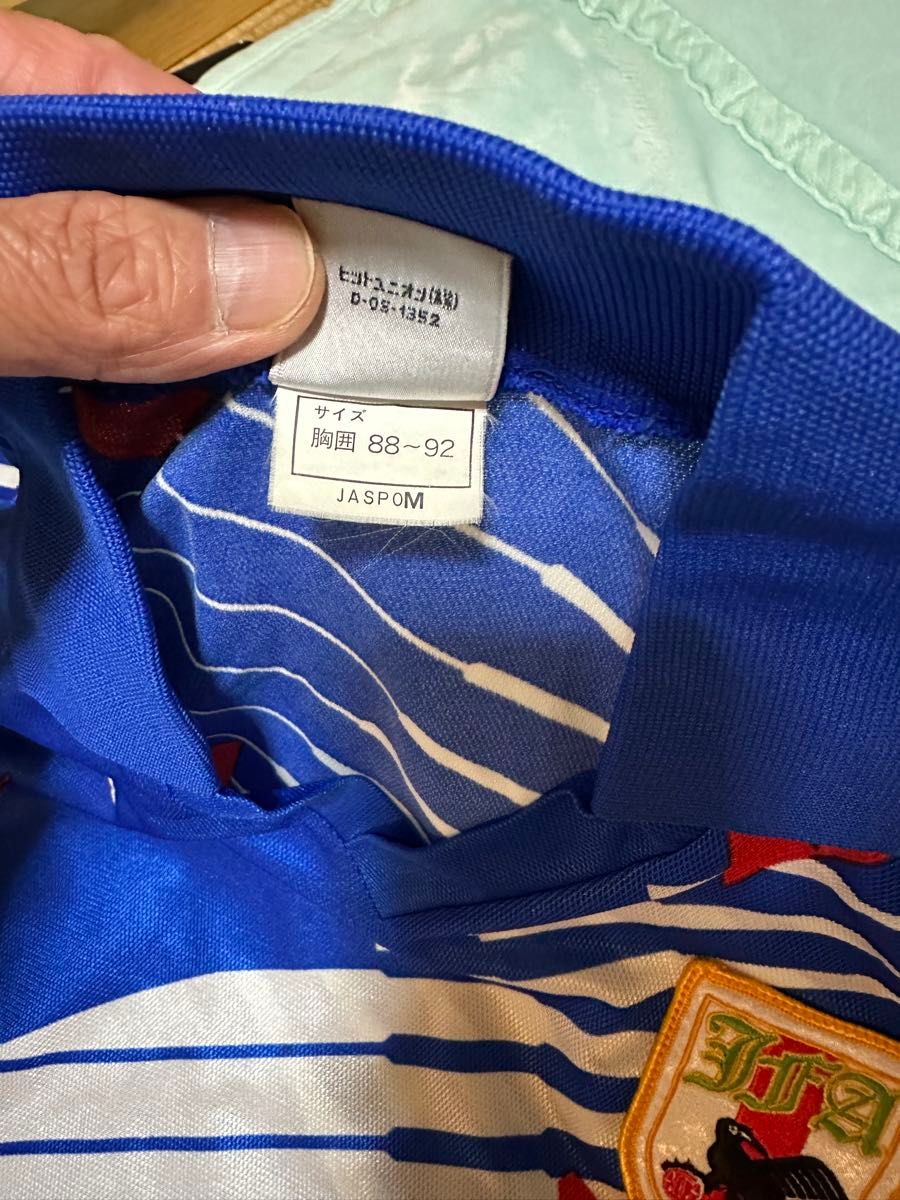 ヒットユニオン(株)
D-05-1352
サイズ
胸囲 88~92
JASPO M
JFA